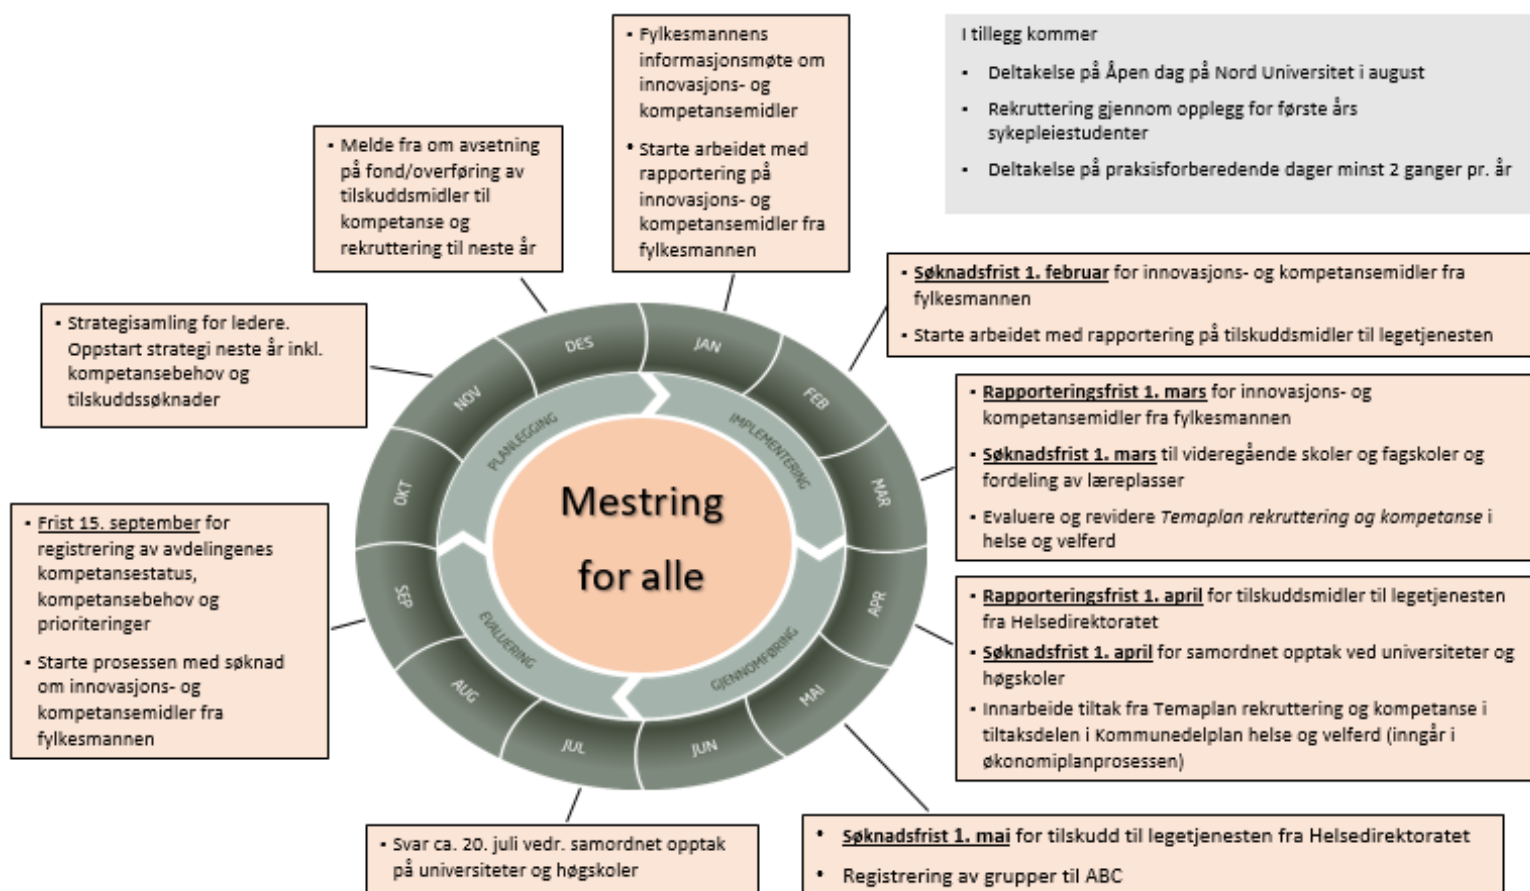 ▪ Fylkesmannens
informasjonsmøte om
innovasjons- og
kompetansemidler
• Starte arbeidet med
rapportering på
innovasjons- og
kompetansemidler fra
fylkesmannen
I tillegg kommer
▪ Deltakelse på Åpen dag på Nord Universitet i august
▪ Rekruttering gjennom opplegg for første års
sykepleiestudenter
▪ Deltakelse på praksisforberedende dager minst 2 ganger pr. år
▪ Melde fra om avsetning
på fond/overføring av
tilskuddsmidler til
kompetanse og
rekruttering til neste år
▪ Søknadsfrist 1. februar for innovasjons- og kompetansemidler fra
fylkesmannen
▪ Starte arbeidet med rapportering på tilskuddsmidler til legetjenesten
▪ Strategisamling for ledere.
Oppstart strategi neste år inkl.
kompetansebehov og
tilskuddssøknader
▪ Rapporteringsfrist 1. mars for innovasjons- og
kompetansemidler fra fylkesmannen
▪ Søknadsfrist 1. mars til videregående skoler og fagskoler og
fordeling av læreplasser
▪ Evaluere og revidere Temaplan rekruttering og kompetanse i
helse og velferd
▪ Frist 15. september for
registrering av avdelingenes
kompetansestatus,
kompetansebehov og
prioriteringer
▪ Starte prosessen med søknad
om innovasjons- og
kompetansemidler fra
fylkesmannen
▪ Rapporteringsfrist 1. april for tilskuddsmidler til legetjenesten
fra Helsedirektoratet
▪ Søknadsfrist 1. april for samordnet opptak ved universiteter og
høgskoler
▪ Innarbeide tiltak fra Temaplan rekruttering og kompetanse i
tiltaksdelen i Kommunedelplan helse og velferd (inngår i
økonomiplanprosessen)
▪ Svar ca. 20. juli vedr. samordnet opptak
på universiteter og høgskoler
• Søknadsfrist 1. mai for tilskudd til legetjenesten fra Helsedirektoratet
• Registrering av grupper til ABC
JAN
FEB
MAR
APR
MAI
JUN
JUL
AUG
SEP
OKT
NOV
DES
PLANLEGGING
IMPLEMENTERING
GJENNOMFØRING
EVALUERING
Mestring
for alle